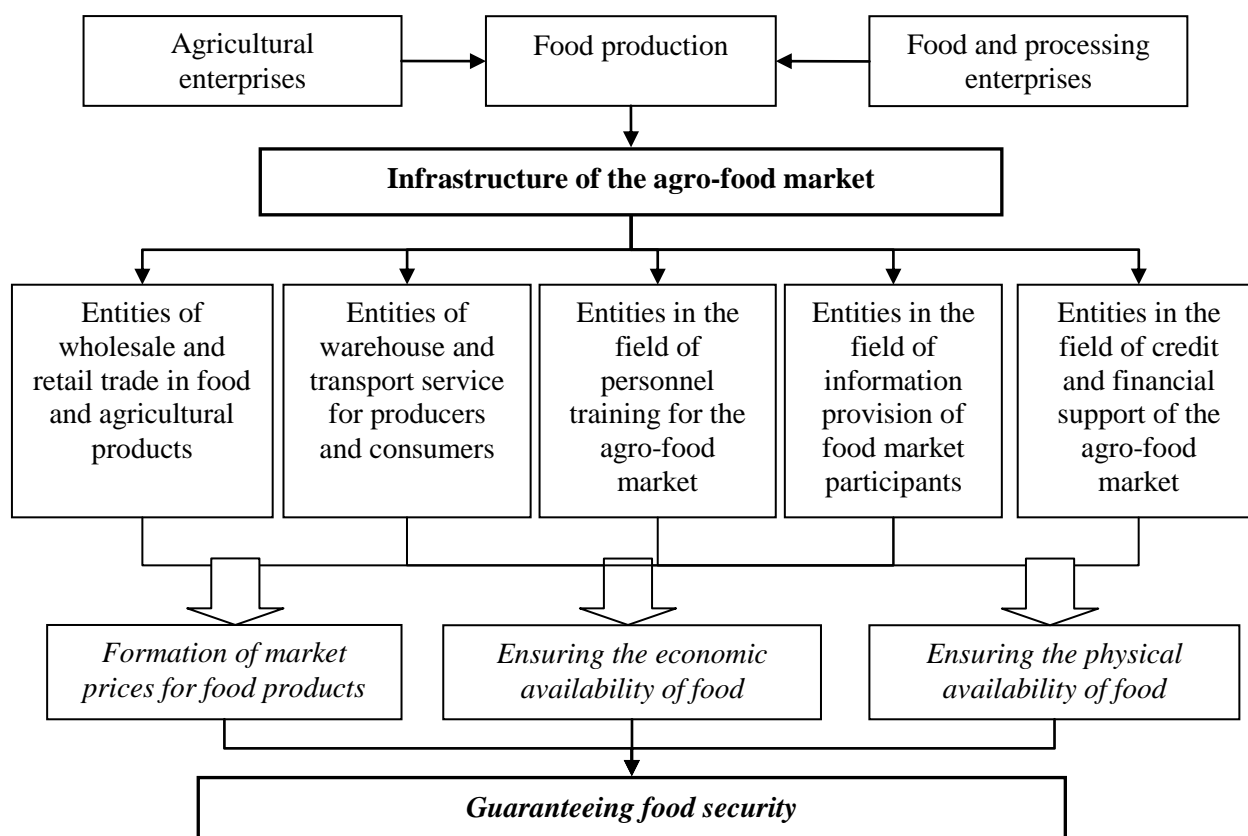 Agricultural
enterprises
Food production
Food and processing
enterprises
Infrastructure of the agro-food market
Entities of
wholesale and
retail trade in food
and agricultural
products
Entities of
warehouse and
transport service
for producers
and consumers
Entities in the
field of
personnel
training for the
agro-food
market
Entities in the
field of
information
provision of
food market
participants
Entities in the
field of credit
and financial
support of the
agro-food
market
Formation of market
prices for food products
Ensuring the economic
availability of food
Ensuring the physical
availability of food
Guaranteeing food security